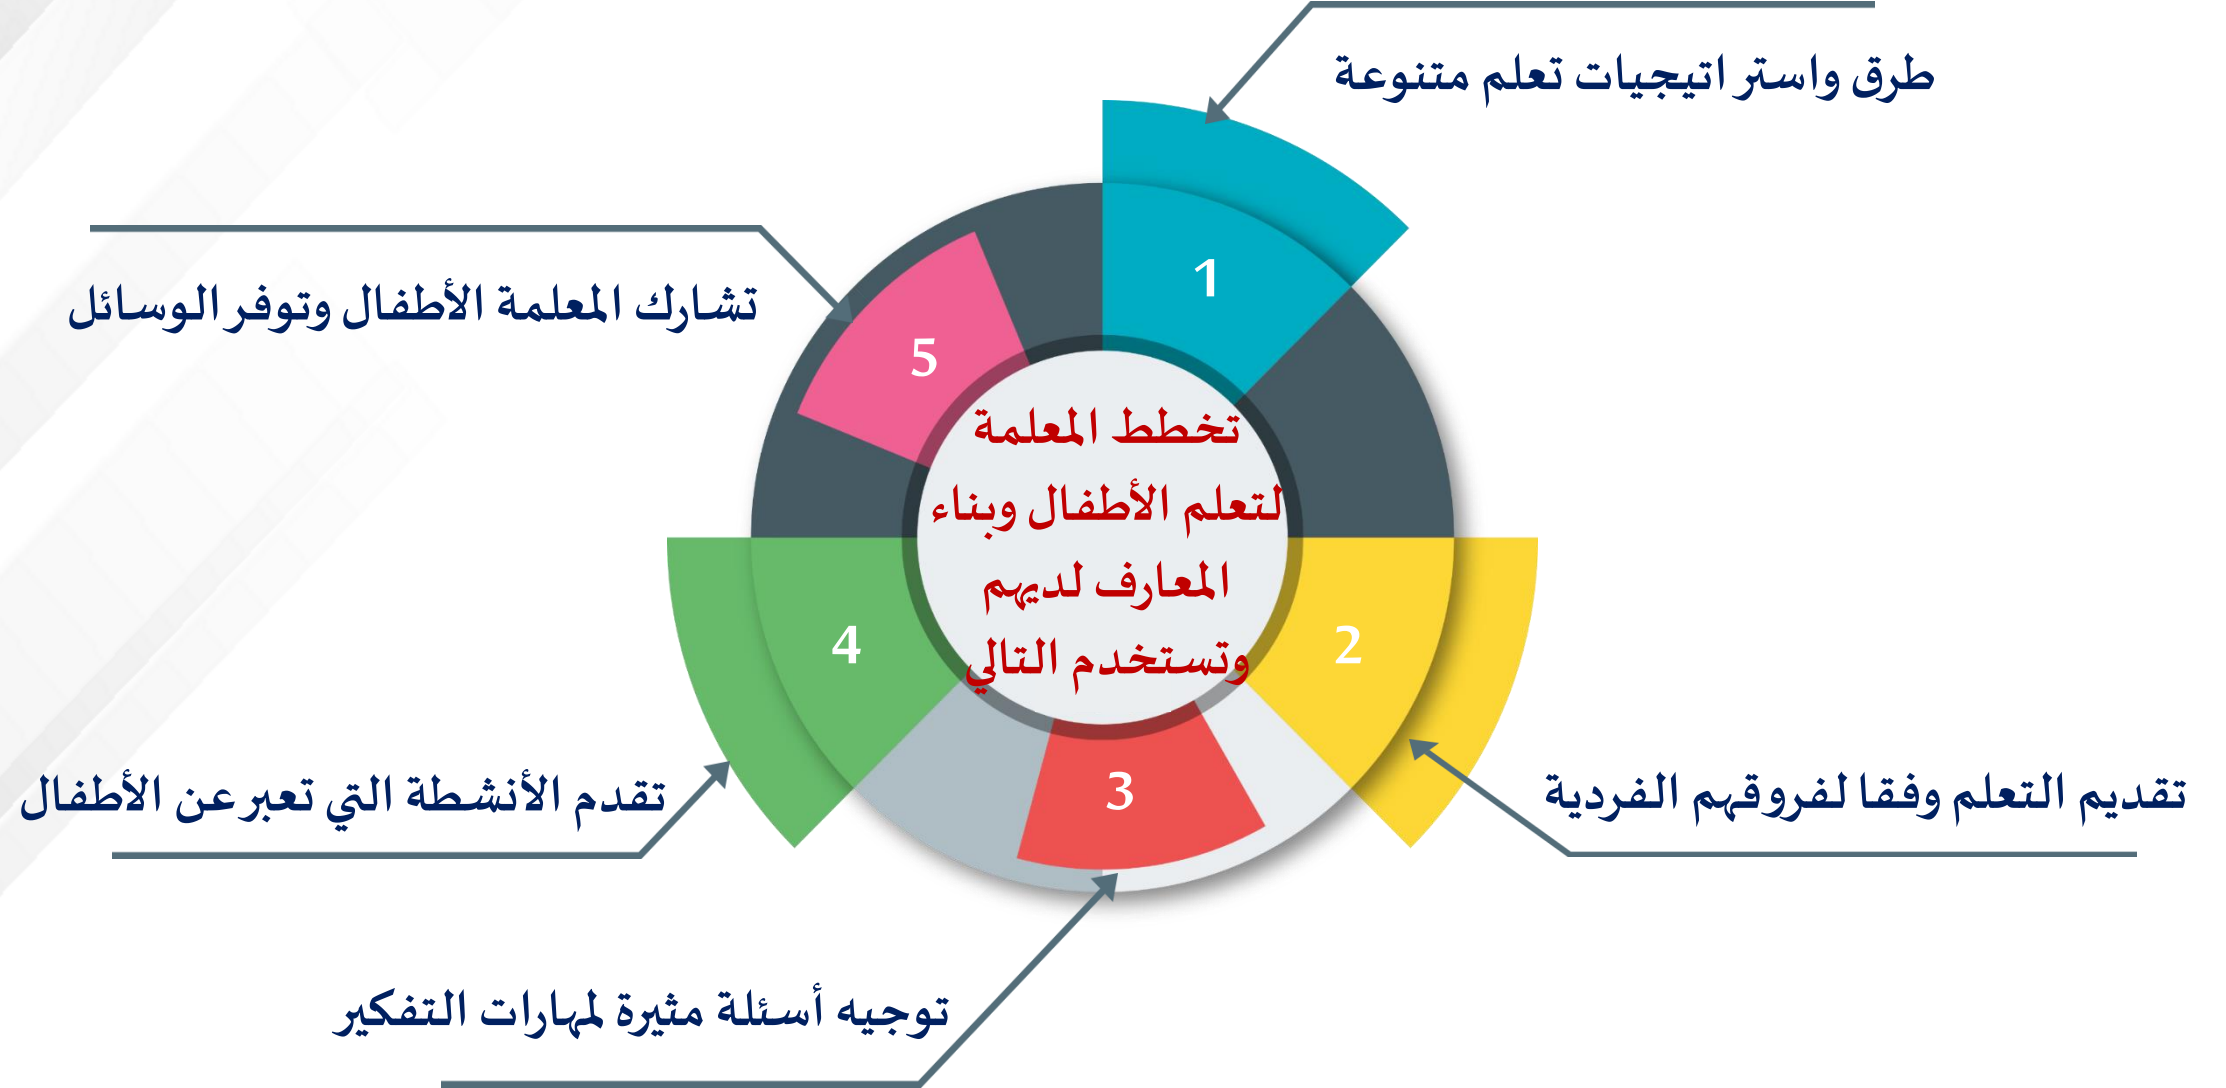 تخطط المعلمة
لتعلم الأطفال وبناء
المعارف لديهم
وتستخدم التالي
1
طرق واستراتيجيات تعلم متنوعة
2
تقديم التعلم وفقا لفروقهم الفردية
3
توجيه أسئلة مثيرة لمهارات التفكير
4
تقدم الأنشطة التي تعبر عن الأطفال
5
تشارك المعلمة الأطفال وتوفر الوسائل